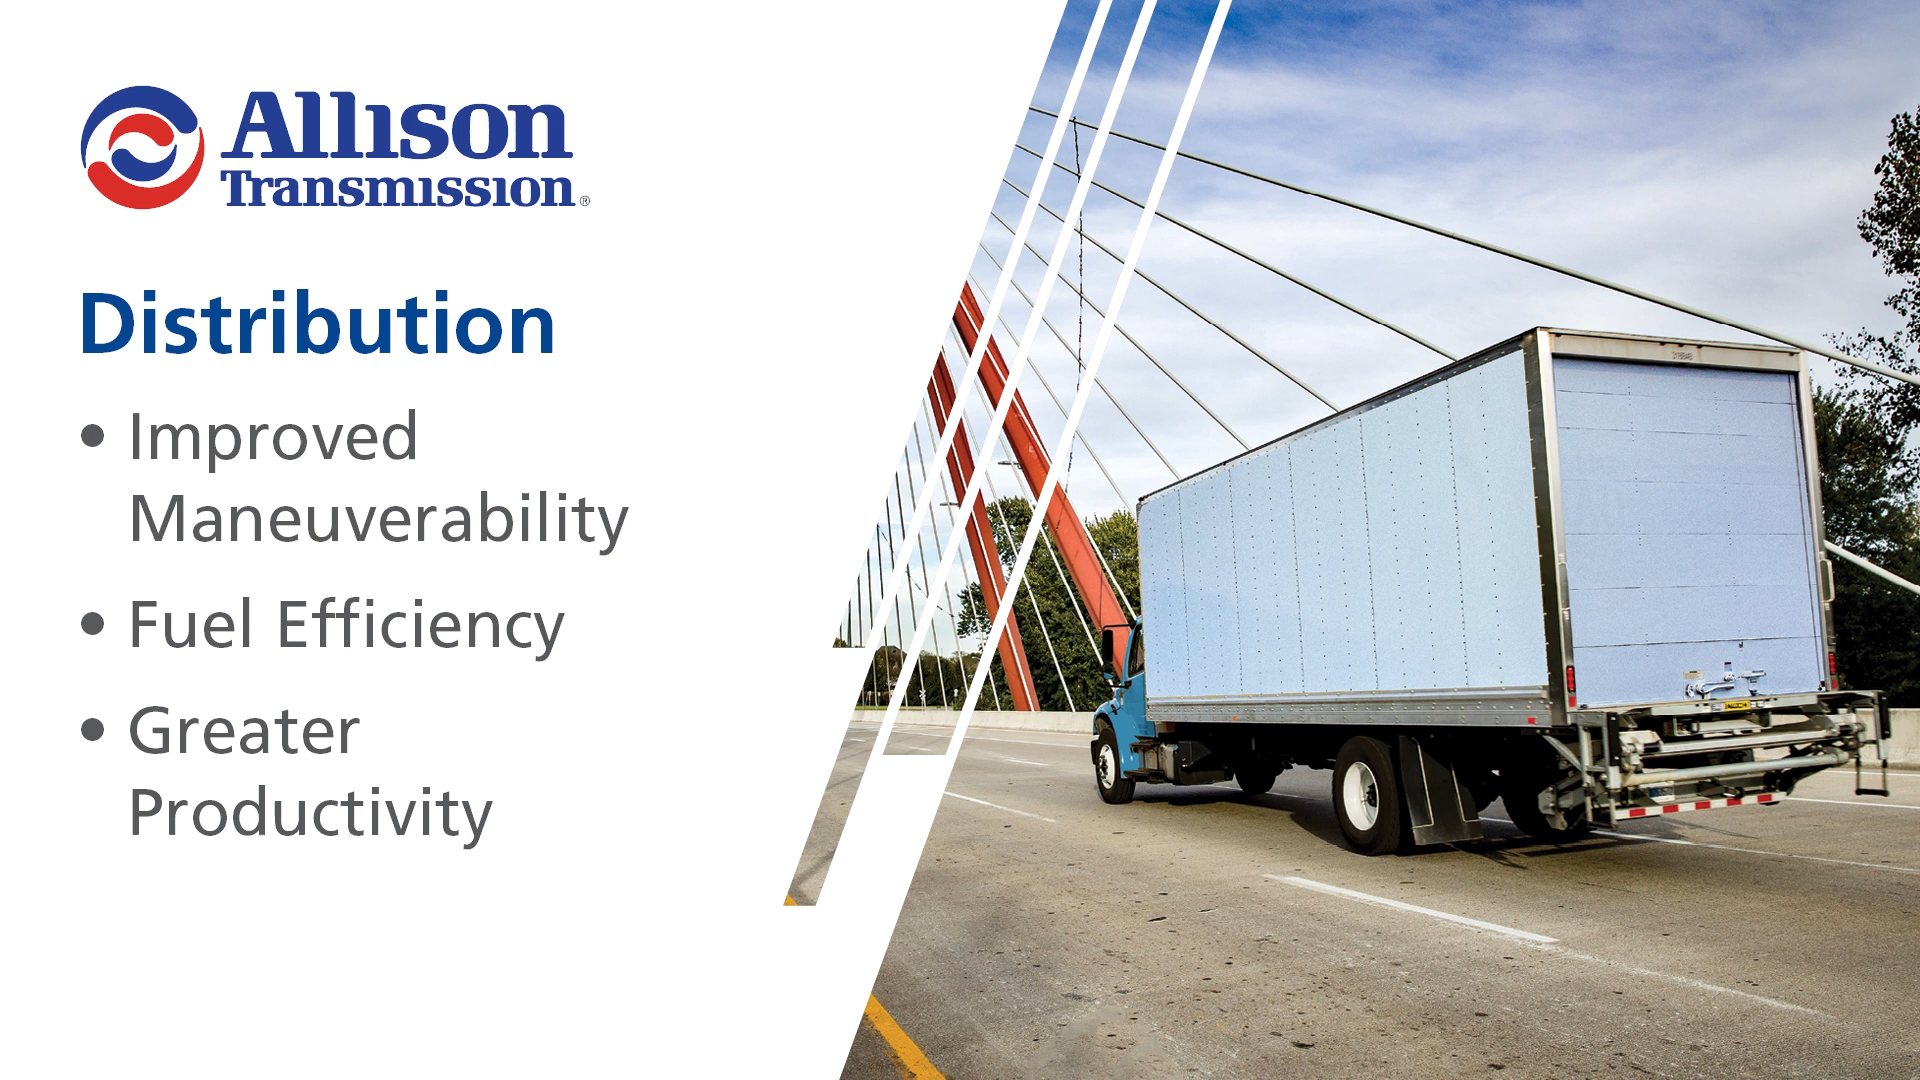 Allison
Transmission®
Distribution
• Improved
Maneuverability
• Fuel Efficiency
• Greater
Productivity